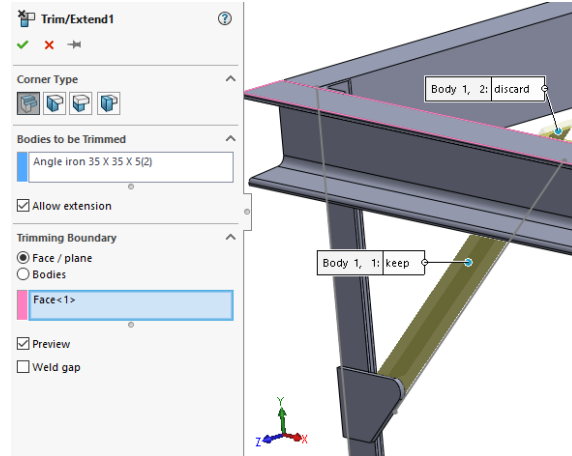 Trim/Extend1
Corner Type
Bodies to be Trimmed
Angle iron 35 X 35 X 5(2)
Allow extension
Trimming Boundary
Face / plane
Bodies
Face<1>
Preview
Weld gap
Body 1, 2: discard
Body 1, 1: keep
Y
Z
X